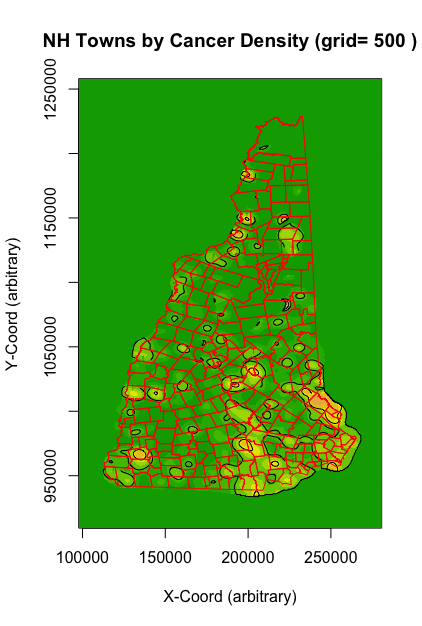 NH Towns by Cancer Density (grid= 500 )
1250000
1150000
1050000
950000
Y-Coord (arbitrary)
100000 150000 200000 250000
X-Coord (arbitrary)